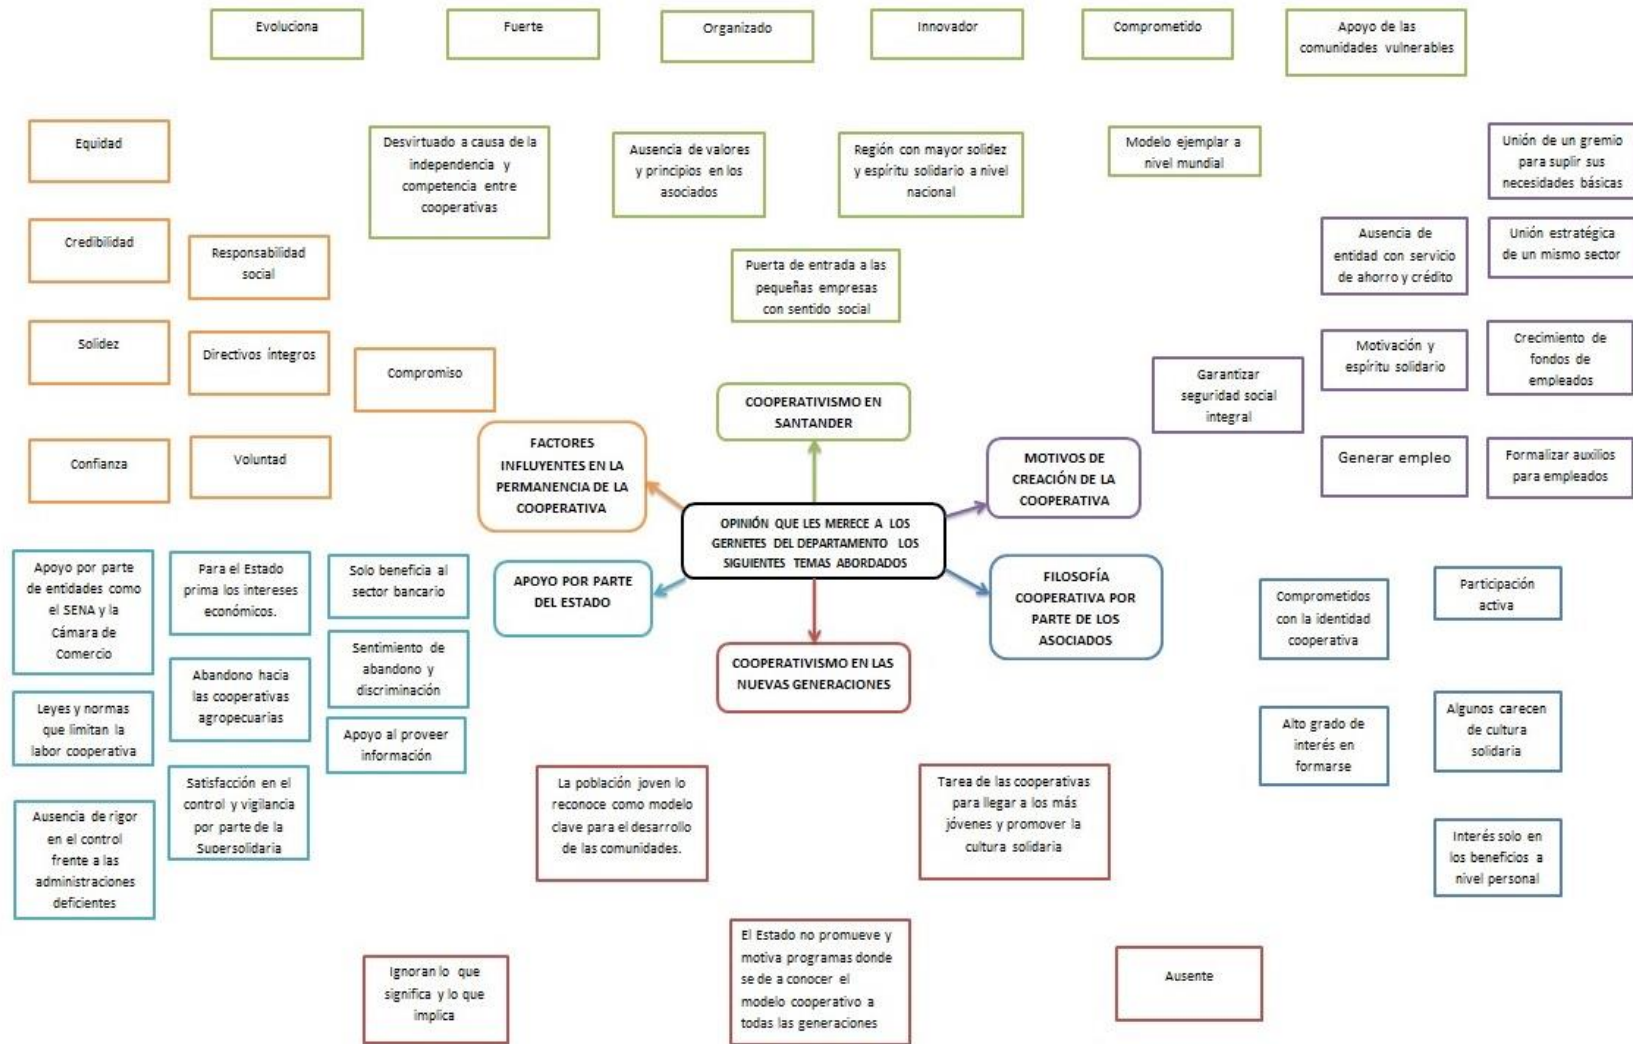 Evoluciona
Fuerte
Organizado
Innovador
Comprometido
Apoyo de las
comunidades vulnerables
Equidad
Credibilidad
Solidez
Confianza
Responsabilidad
social
Directivos íntegros
Voluntad
Compromiso
Desvirtuado a causa de la
independencia y
competencia entre
cooperativas
Ausencia de valores
y principios en los
asociados
Región con mayor solidez
y espíritu solidario a nivel
nacional
Modelo ejemplar a
nivel mundial
Puerta de entrada a las
pequeñas empresas
con sentido social
Unión de un gremio
para suplir sus
necesidades básicas
Ausencia de
entidad con servicio
de ahorro y crédito
Unión estratégica
de un mismo sector
Motivación y
espíritu solidario
Crecimiento de
fondos de
empleados
Garantizar
seguridad social
integral
Generar empleo
Formalizar auxilios
para empleados
COOPERATIVISMO EN
SANTANDER
FACTORES
INFLUYENTES EN LA
PERMANENCIA DE LA
COOPERATIVA
MOTIVOS DE
CREACIÓN DE LA
COOPERATIVA
OPINIÓN QUE LES MERECE A LOS
GERNETES DEL DEPARTAMENTO LOS
SIGUIENTES TEMAS ABORDADOS
APOYO POR PARTE
DEL ESTADO
FILOSOFÍA
COOPERATIVA POR
PARTE DE LOS
ASOCIADOS
COOPERATIVISMO EN LAS
NUEVAS GENERACIONES
Apoyo por parte
de entidades como
el SENA y la
Cámara de
Comercio
Leyes y normas
que limitan la
labor cooperativa
Ausencia de rigor
en el control
frente a las
administraciones
deficientes
Para el Estado
prima los intereses
económicos.
Abandono hacia
las cooperativas
agropecuarias
Satisfacción en el
control y vigilancia
por parte de la
Supersolidaria
Solo beneficia al
sector bancario
Sentimiento de
abandono y
discriminación
Apoyo al proveer
información
Comprometidos
con la identidad
cooperativa
Participación
activa
Alto grado de
interés en
formarse
Algunos carecen
de cultura
solidaria
Interés solo en
los beneficios a
nivel personal
La población joven lo
reconoce como modelo
clave para el desarrollo
de las comunidades.
Tarea de las cooperativas
para llegar a los más
jóvenes y promover la
cultura solidaria
Ignoran lo que
significa y lo que
implica
El Estado no promueve y
motiva programas donde
se de a conocer el
modelo cooperativo a
todas las generaciones
Ausente